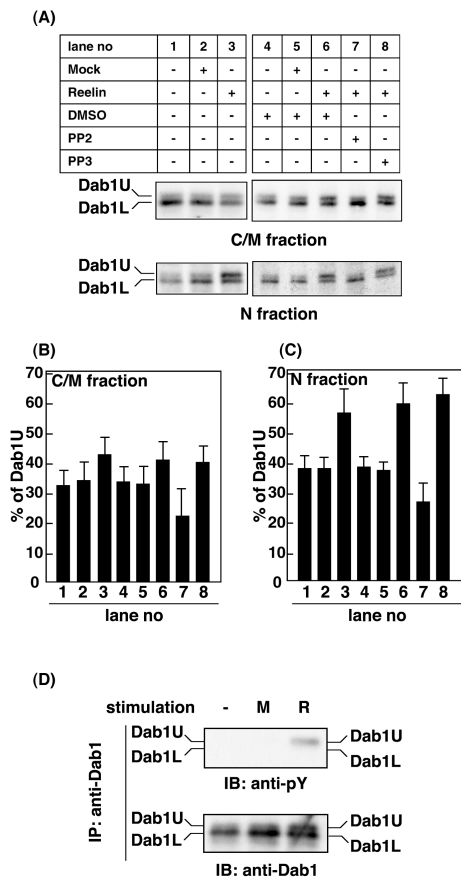 (A)
lane no 1 2 3 4 5 6 7 8
Mock - + - - + - - -
Reelin - - + - - + + +
DMSO - - - + + + - -
PP2 - - - - - - + -
PP3 - - - - - - - +
Dab1U
Dab1L
C/M fraction
Dab1U
Dab1L
N fraction
(B)
C/M fraction
% of Dab1U
70
60
50
40
30
20
10
0
1 2 3 4 5 6 7 8
lane no
(C)
N fraction
% of Dab1U
70
60
50
40
30
20
10
0
1 2 3 4 5 6 7 8
lane no
(D)
stimulation - M R
IP: anti-Dab1
Dab1U Dab1U
Dab1L Dab1L
IB: anti-pY
Dab1U Dab1U
Dab1L Dab1L
IB: anti-Dab1